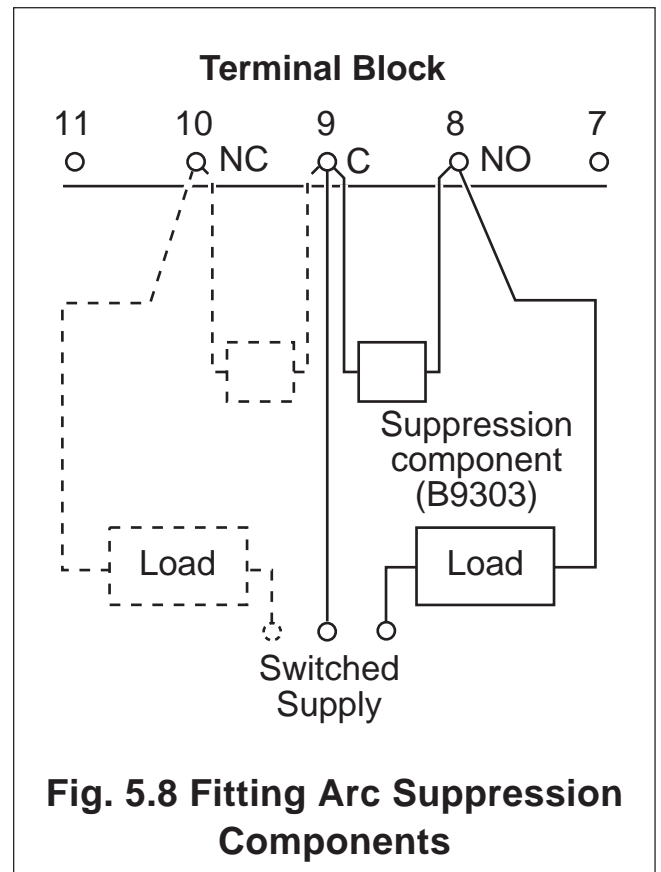 Terminal Block
11 10 9 8 7
NC C NO
Suppression
component
(B9303)
Load Load
Switched
Supply
Fig. 5.8 Fitting Arc Suppression
Components